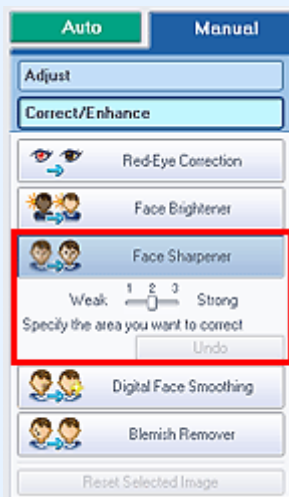 Auto Manual
Adjust
Correct/Enhance
Red-Eye Correction
Face Brightener
Face Sharpener
1 2 3
Weak Strong
Specify the area you want to correct
Undo
Digital Face Smoothing
Blemish Remover
Reset Selected Image